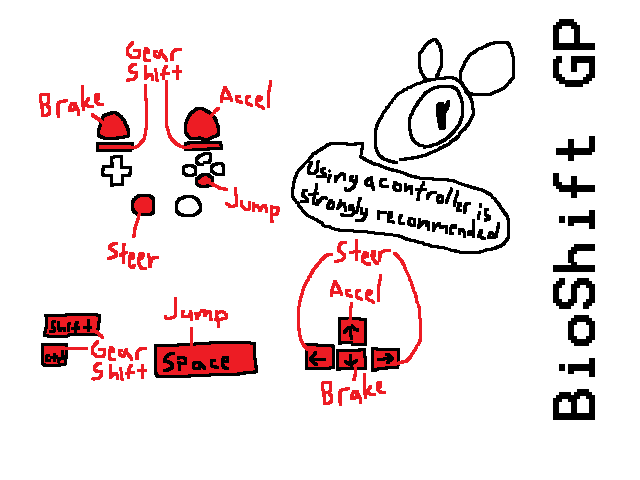 Gear
Shift
Brake
Accel
Jump
Steer
Using a controller is
strongly recommended
BioShift GP
Steer
Accel
Jump
Shift
Ctrl
Gear
Shift
Space
↑
← ↓ →
Brake